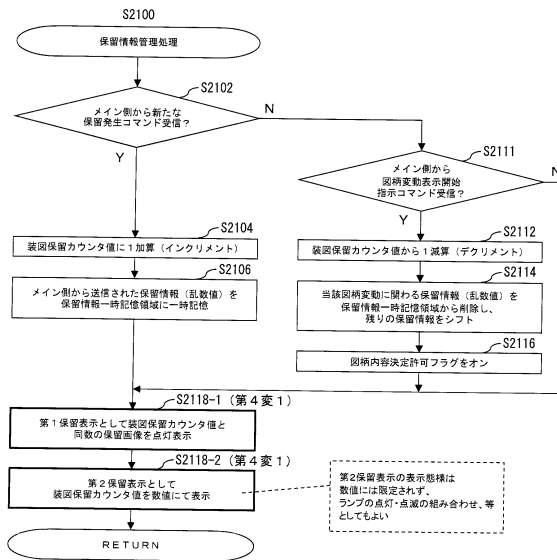 S2100
保留情報管理処理
S2102
メイン側から新たな
保留発生コマンド受信？
N
Y
S2111
メイン側から
図柄変動表示開始
指示コマンド受信？
N
Y
S2104
装図保留カウンタ値に１加算（インクリメント）
S2106
メイン側から送信された保留情報（乱数値）を
保留情報一時記憶領域に一時記憶
S2112
装図保留カウンタ値から１減算（デクリメント）
S2114
当該図柄変動に関わる保留情報（乱数値）を
保留情報一時記憶領域から削除し、
残りの保留情報をシフト
S2116
図柄内容決定許可フラグをオン
S2118-1（第４変１）
第１保留表示として装図保留カウンタ値と
同数の保留画像を点灯表示
S2118-2（第４変１）
第２保留表示として
装図保留カウンタ値を数値にて表示
第２保留表示の表示態様は
数値には限定されず、
ランプの点灯・点滅の組み合わせ、等
としてもよい
RETURN